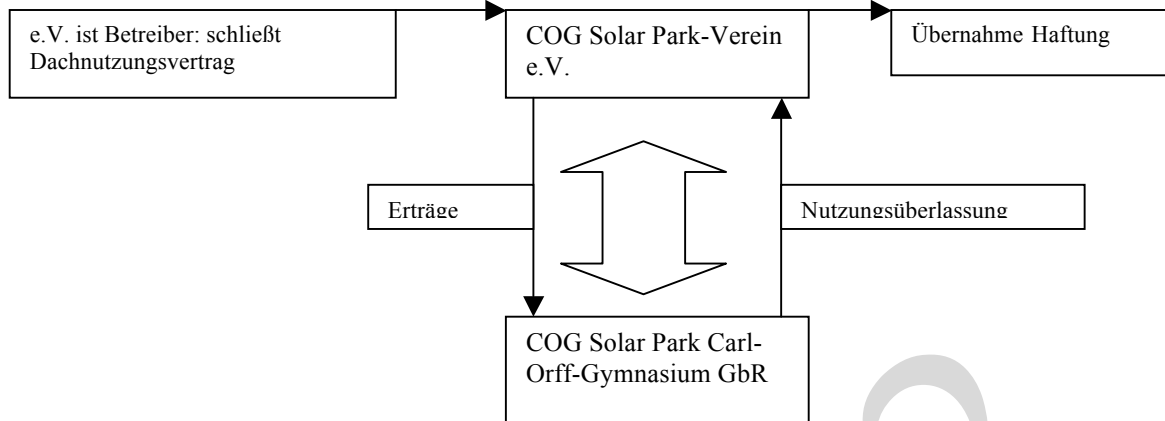 e.V. ist Betreiber: schließt
Dachnutzungsvertrag
COG Solar Park-Verein
e.V.
Übernahme Haftung
Erträge
Nutzungsüberlassung
COG Solar Park Carl-
Orff-Gymnasium GbR